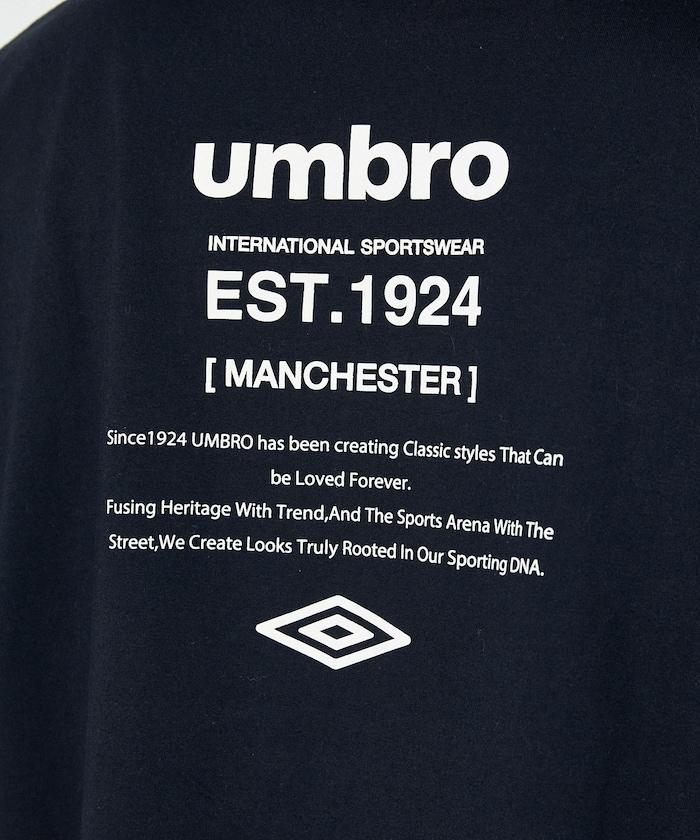 umbro
INTERNATIONAL SPORTSWEAR
EST.1924
[ MANCHESTER ]
Since1924 UMBRO has been creating Classic styles That Can
be Loved Forever.
Fusing Heritage With Trend,And The Sports Arena With The
Street,We Create Looks Truly Rooted In Our Sporting DNA.